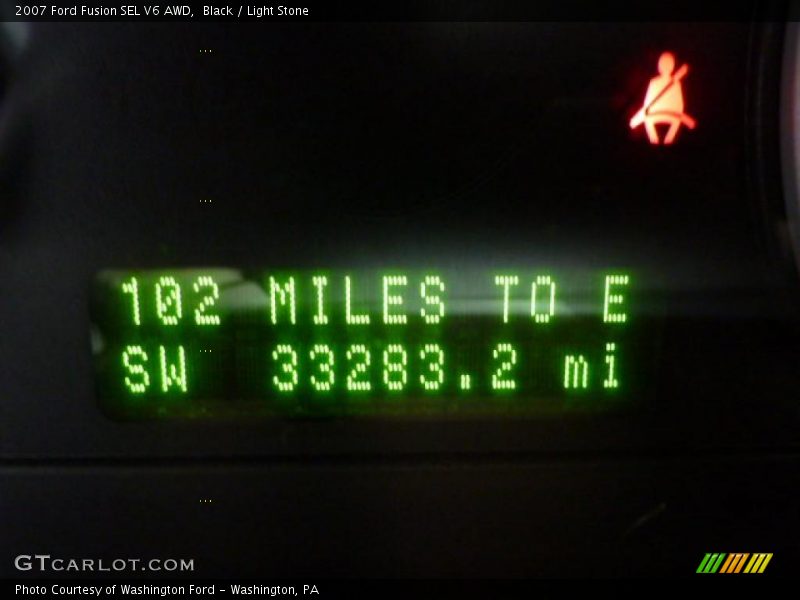 2007 Ford Fusion SEL V6 AWD,  Black / Light Stone
102 MILES TO E
SW 33283.2 mi
GTCARLOT.COM
Photo Courtesy of Washington Ford - Washington, PA